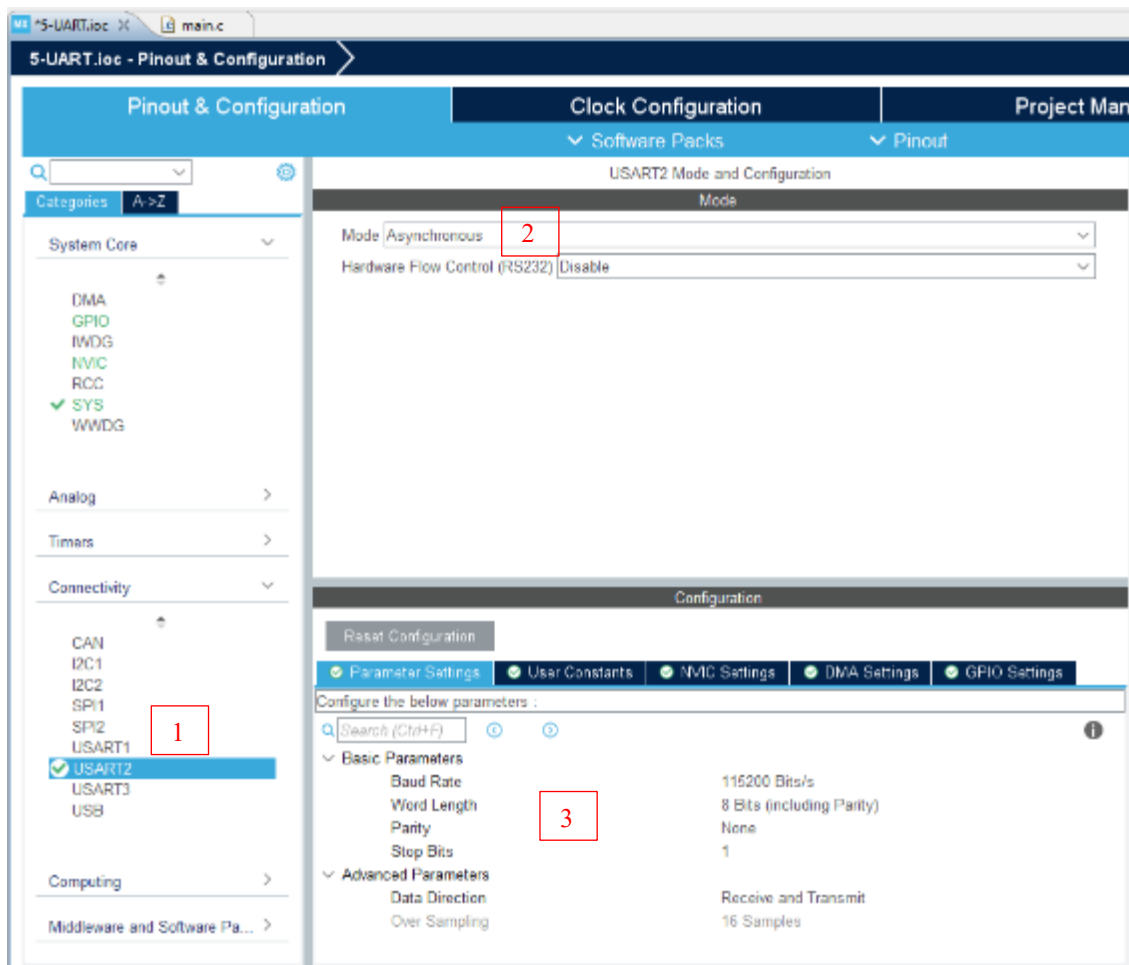 MX *5-UART.ioc
main.c
5-UART.ioc - Pinout & Configuration
Pinout & Configuration
Clock Configuration
Project Man
Software Packs
Pinout
Categories
A->Z
System Core
DMA
GPIO
IWDG
NVIC
RCC
SYS
WWDG
Analog
Timers
Connectivity
CAN
I2C1
I2C2
SPI1
SPI2
1
USART1
USART2
USART3
USB
Computing
Middleware and Software Pa...
USART2 Mode and Configuration
Mode
Mode Asynchronous
2
Hardware Flow Control (RS232) Disable
Configuration
Reset Configuration
Parameter Settings
User Constants
NVIC Settings
DMA Settings
GPIO Settings
Configure the below parameters :
Search (Ctrl+F)
Basic Parameters
Baud Rate 115200 Bits/s
Word Length 8 Bits (including Parity)
3
Parity None
Stop Bits 1
Advanced Parameters
Data Direction Receive and Transmit
Over Sampling 16 Samples